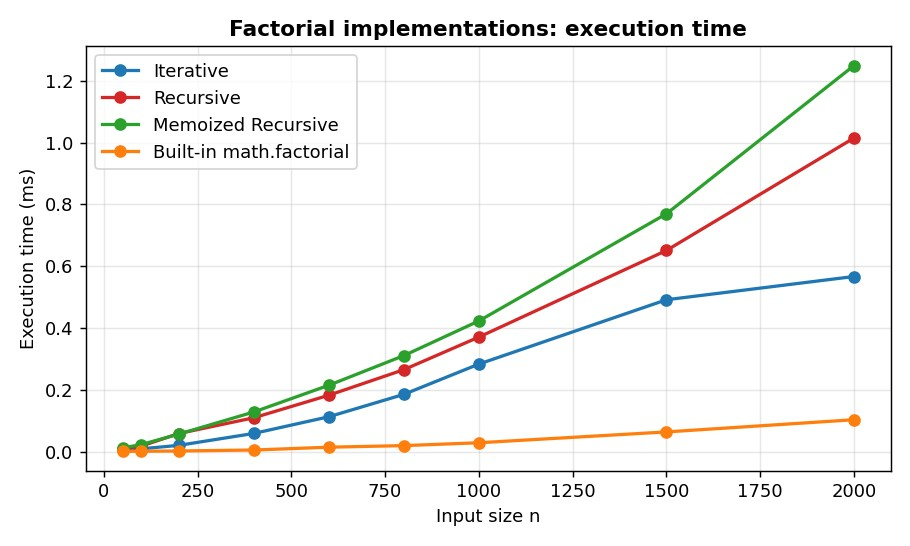 Factorial implementations: execution time
Iterative
Recursive
Memoized Recursive
Built-in math.factorial
Execution time (ms)
1.2
1.0
0.8
0.6
0.4
0.2
0.0
0 250 500 750 1000 1250 1500 1750 2000
Input size n